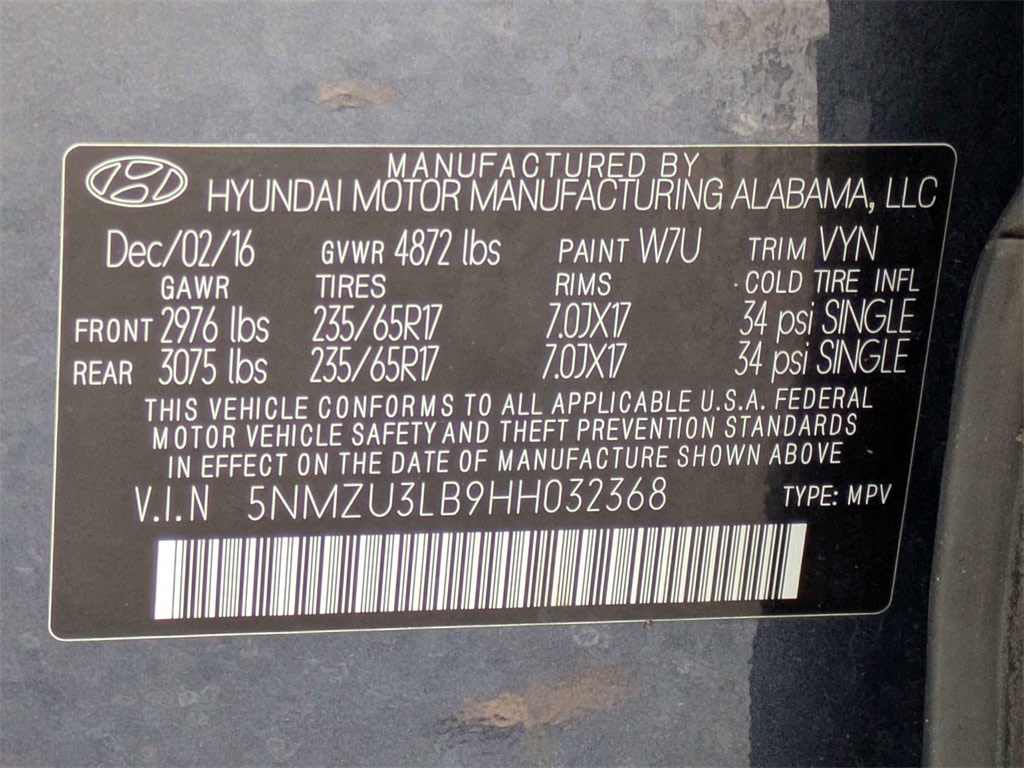 MANUFACTURED BY
HYUNDAI MOTOR MANUFACTURING ALABAMA, LLC
Dec/02/16 GVWR 4872 lbs PAINT W7U TRIM VYN
GAWR TIRES RIMS COLD TIRE INFL
FRONT 2976 lbs 235/65R17 7.0JX17 34 psi SINGLE
REAR 3075 lbs 235/65R17 7.0JX17 34 psi SINGLE
THIS VEHICLE CONFORMS TO ALL APPLICABLE U.S.A. FEDERAL
MOTOR VEHICLE SAFETY AND THEFT PREVENTION STANDARDS
IN EFFECT ON THE DATE OF MANUFACTURE SHOWN ABOVE
V.I.N 5NMZU3LB9HH032368 TYPE: MPV